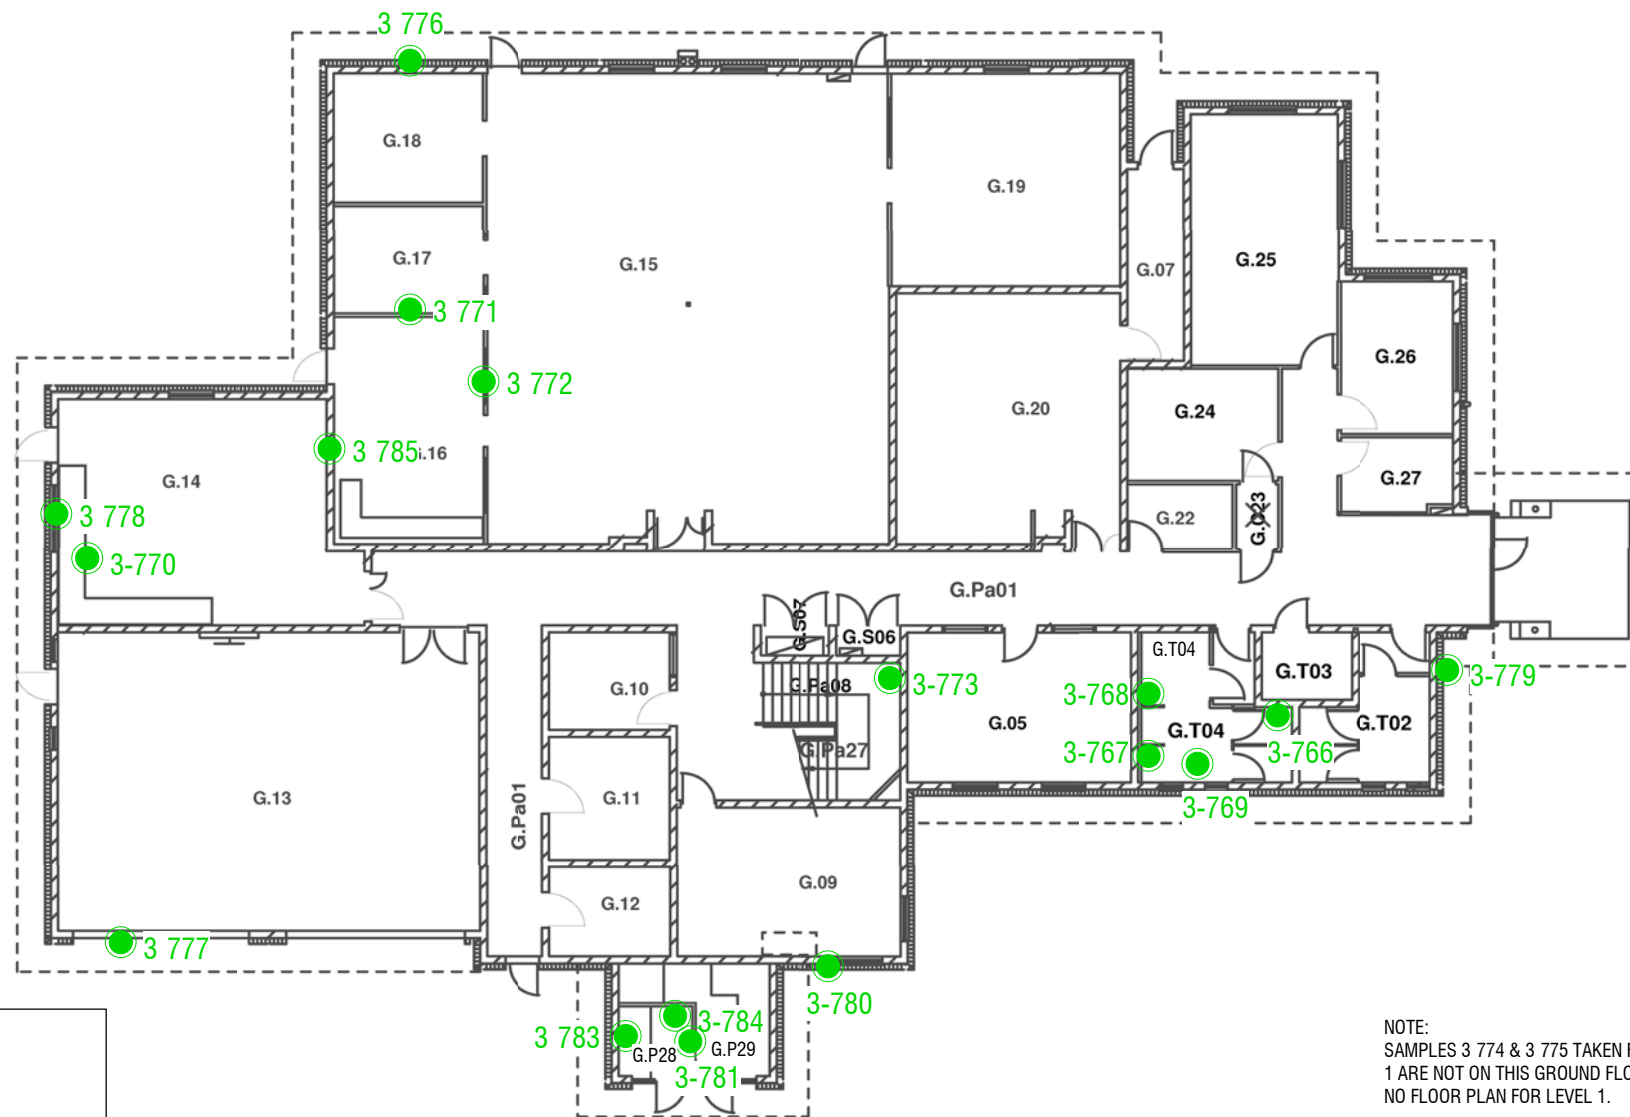 3 776
G.18
G.19
G.17
G.15
G.07
G.25
3 771
G.26
3 772
G.20
G.24
3 785
.16
G.14
G.27
3 778
G.22
G.023
3-770
G.Pa01
G.S07
G.S06
G.T04
G.T03
3-773
3-779
G.10
G.Pa08
3-768
G.05
G.T04
G.T02
G.Pa27
3-767
3-766
G.13
G.11
3-769
G.Pa01
G.09
G.12
3 777
3-780
3-784
3 783
G.P28
G.P29
3-781
NOTE:
SAMPLES 3 774 & 3 775 TAKEN
1 ARE NOT ON THIS GROUND
NO FLOOR PLAN FOR LEVEL 1.